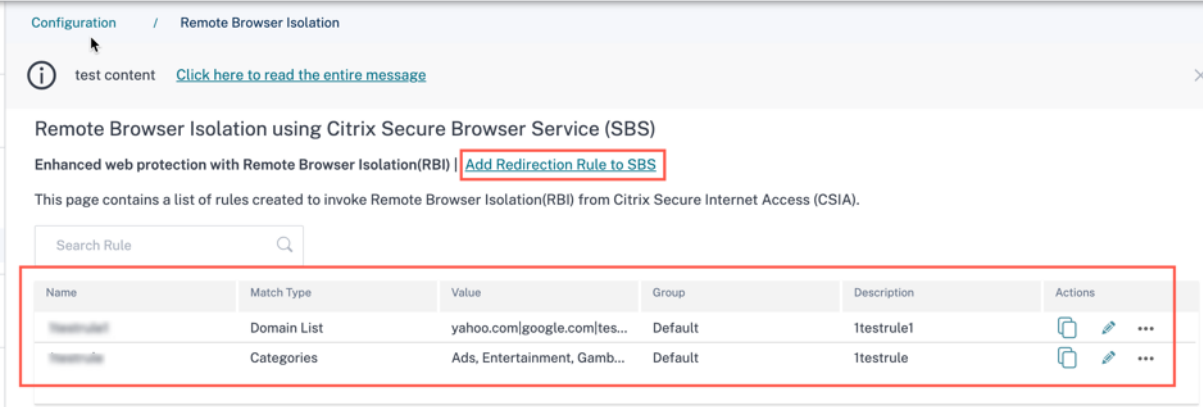 Configuration / Remote Browser Isolation
test content Click here to read the entire message
Remote Browser Isolation using Citrix Secure Browser Service (SBS)
Enhanced web protection with Remote Browser Isolation(RBI) | Add Redirection Rule to SBS
This page contains a list of rules created to invoke Remote Browser Isolation(RBI) from Citrix Secure Internet Access (CSIA).
Search Rule
Name Match Type Value Group Description Actions
Domain List yahoo.com|google.com|tes... Default 1testrule1
Categories Ads, Entertainment, Gamb... Default 1testrule